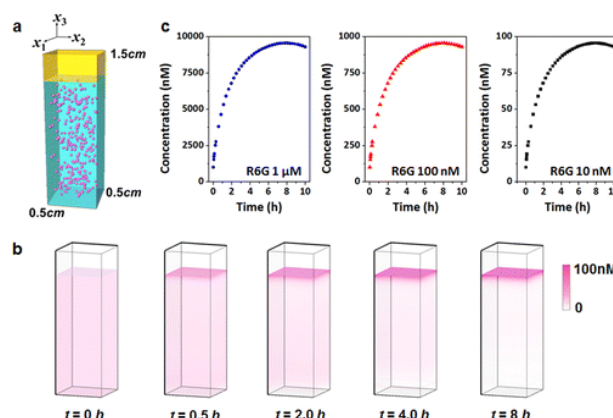 a
x₃
x₁
x₂
1.5cm
0.5cm
0.5cm
c
Concentration (nM)
10000
7500
5000
2500
0
R6G 1 µM
0 2 4 6 8 10
Time (h)
Concentration (nM)
1000
750
500
250
0
R6G 100 nM
0 2 4 6 8 10
Time (h)
Concentration (nM)
100
75
50
25
0
R6G 10 nM
0 2 4 6 8 10
Time (h)
b
100nM
0
t = 0 h
t = 0.5 h
t = 2.0 h
t = 4.0 h
t = 8 h